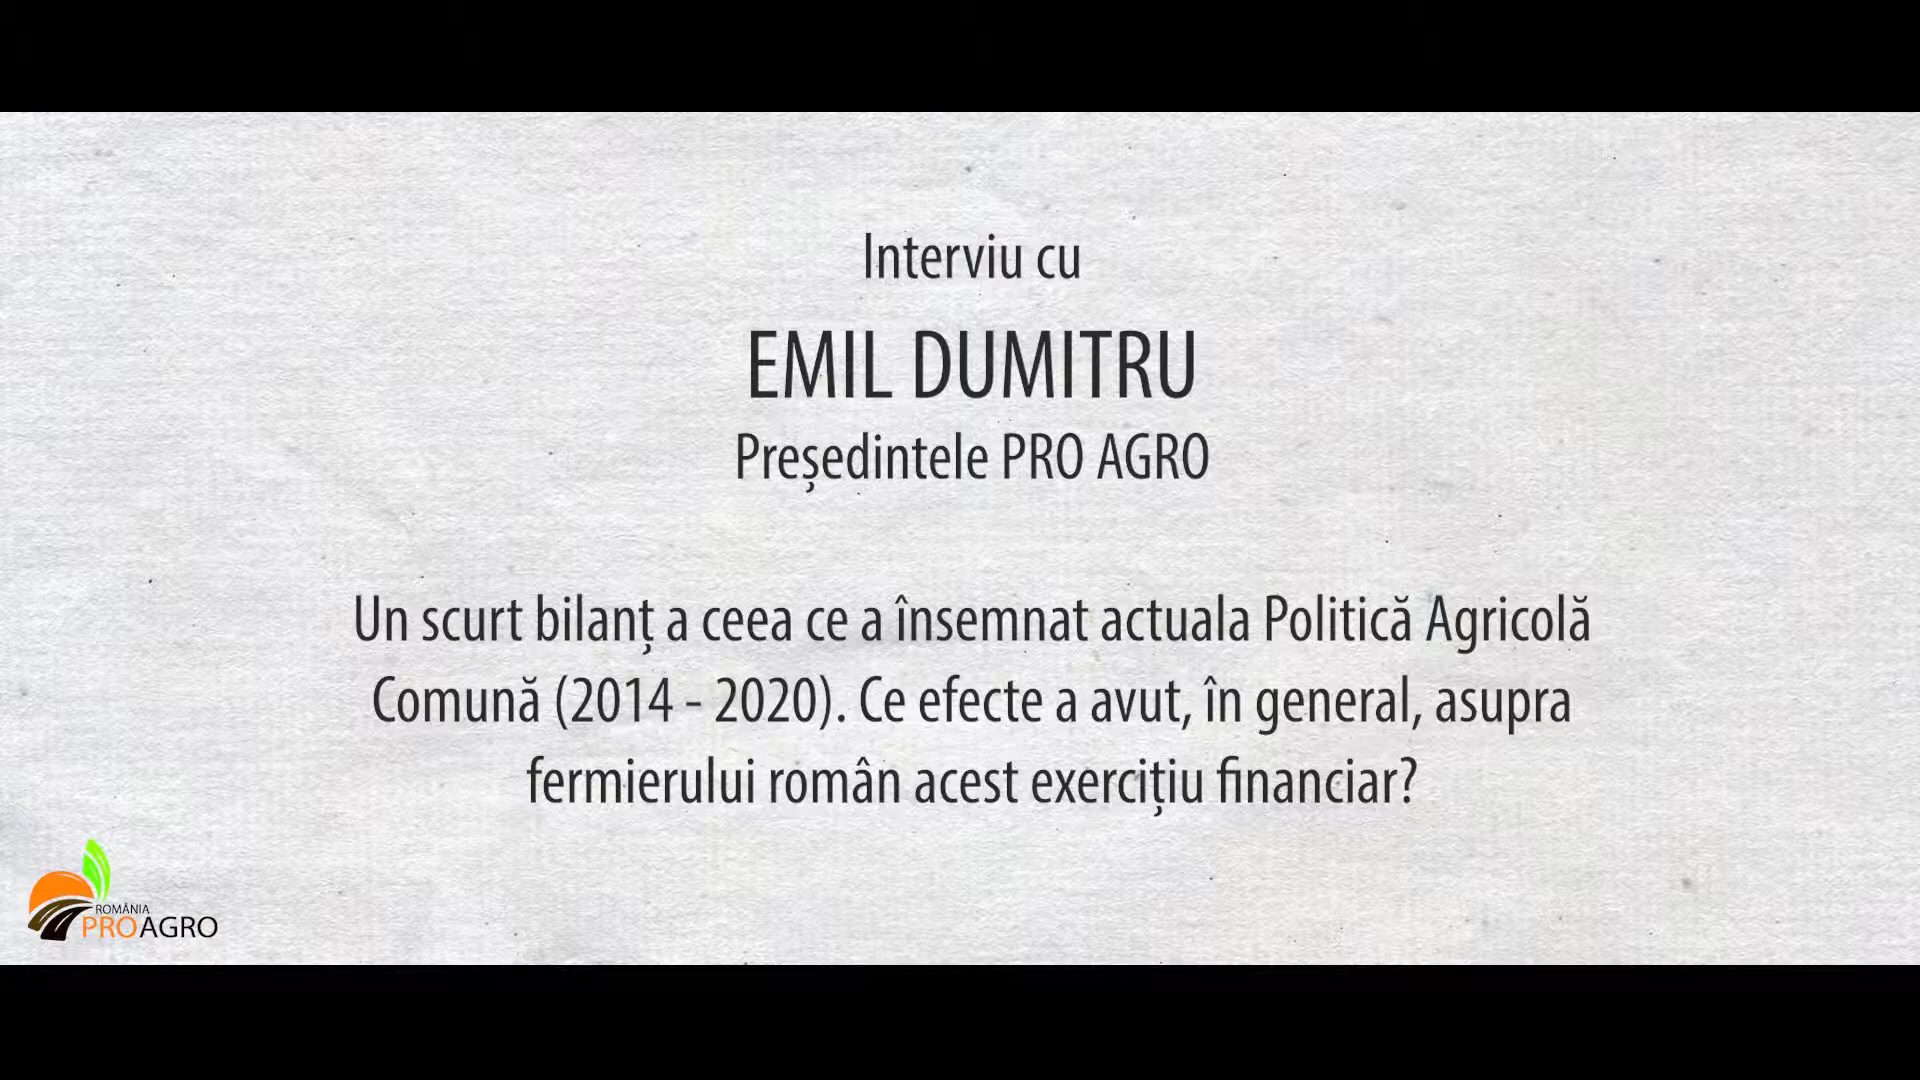 Interviu cu
EMIL DUMITRU
Președintele PRO AGRO
Un scurt bilanț a ceea ce a însemnat actuala Politică Agricolă
Comună (2014 - 2020). Ce efecte a avut, în general, asupra
fermierului român acest exercițiu financiar?
ROMÂNIA
PROAGRO